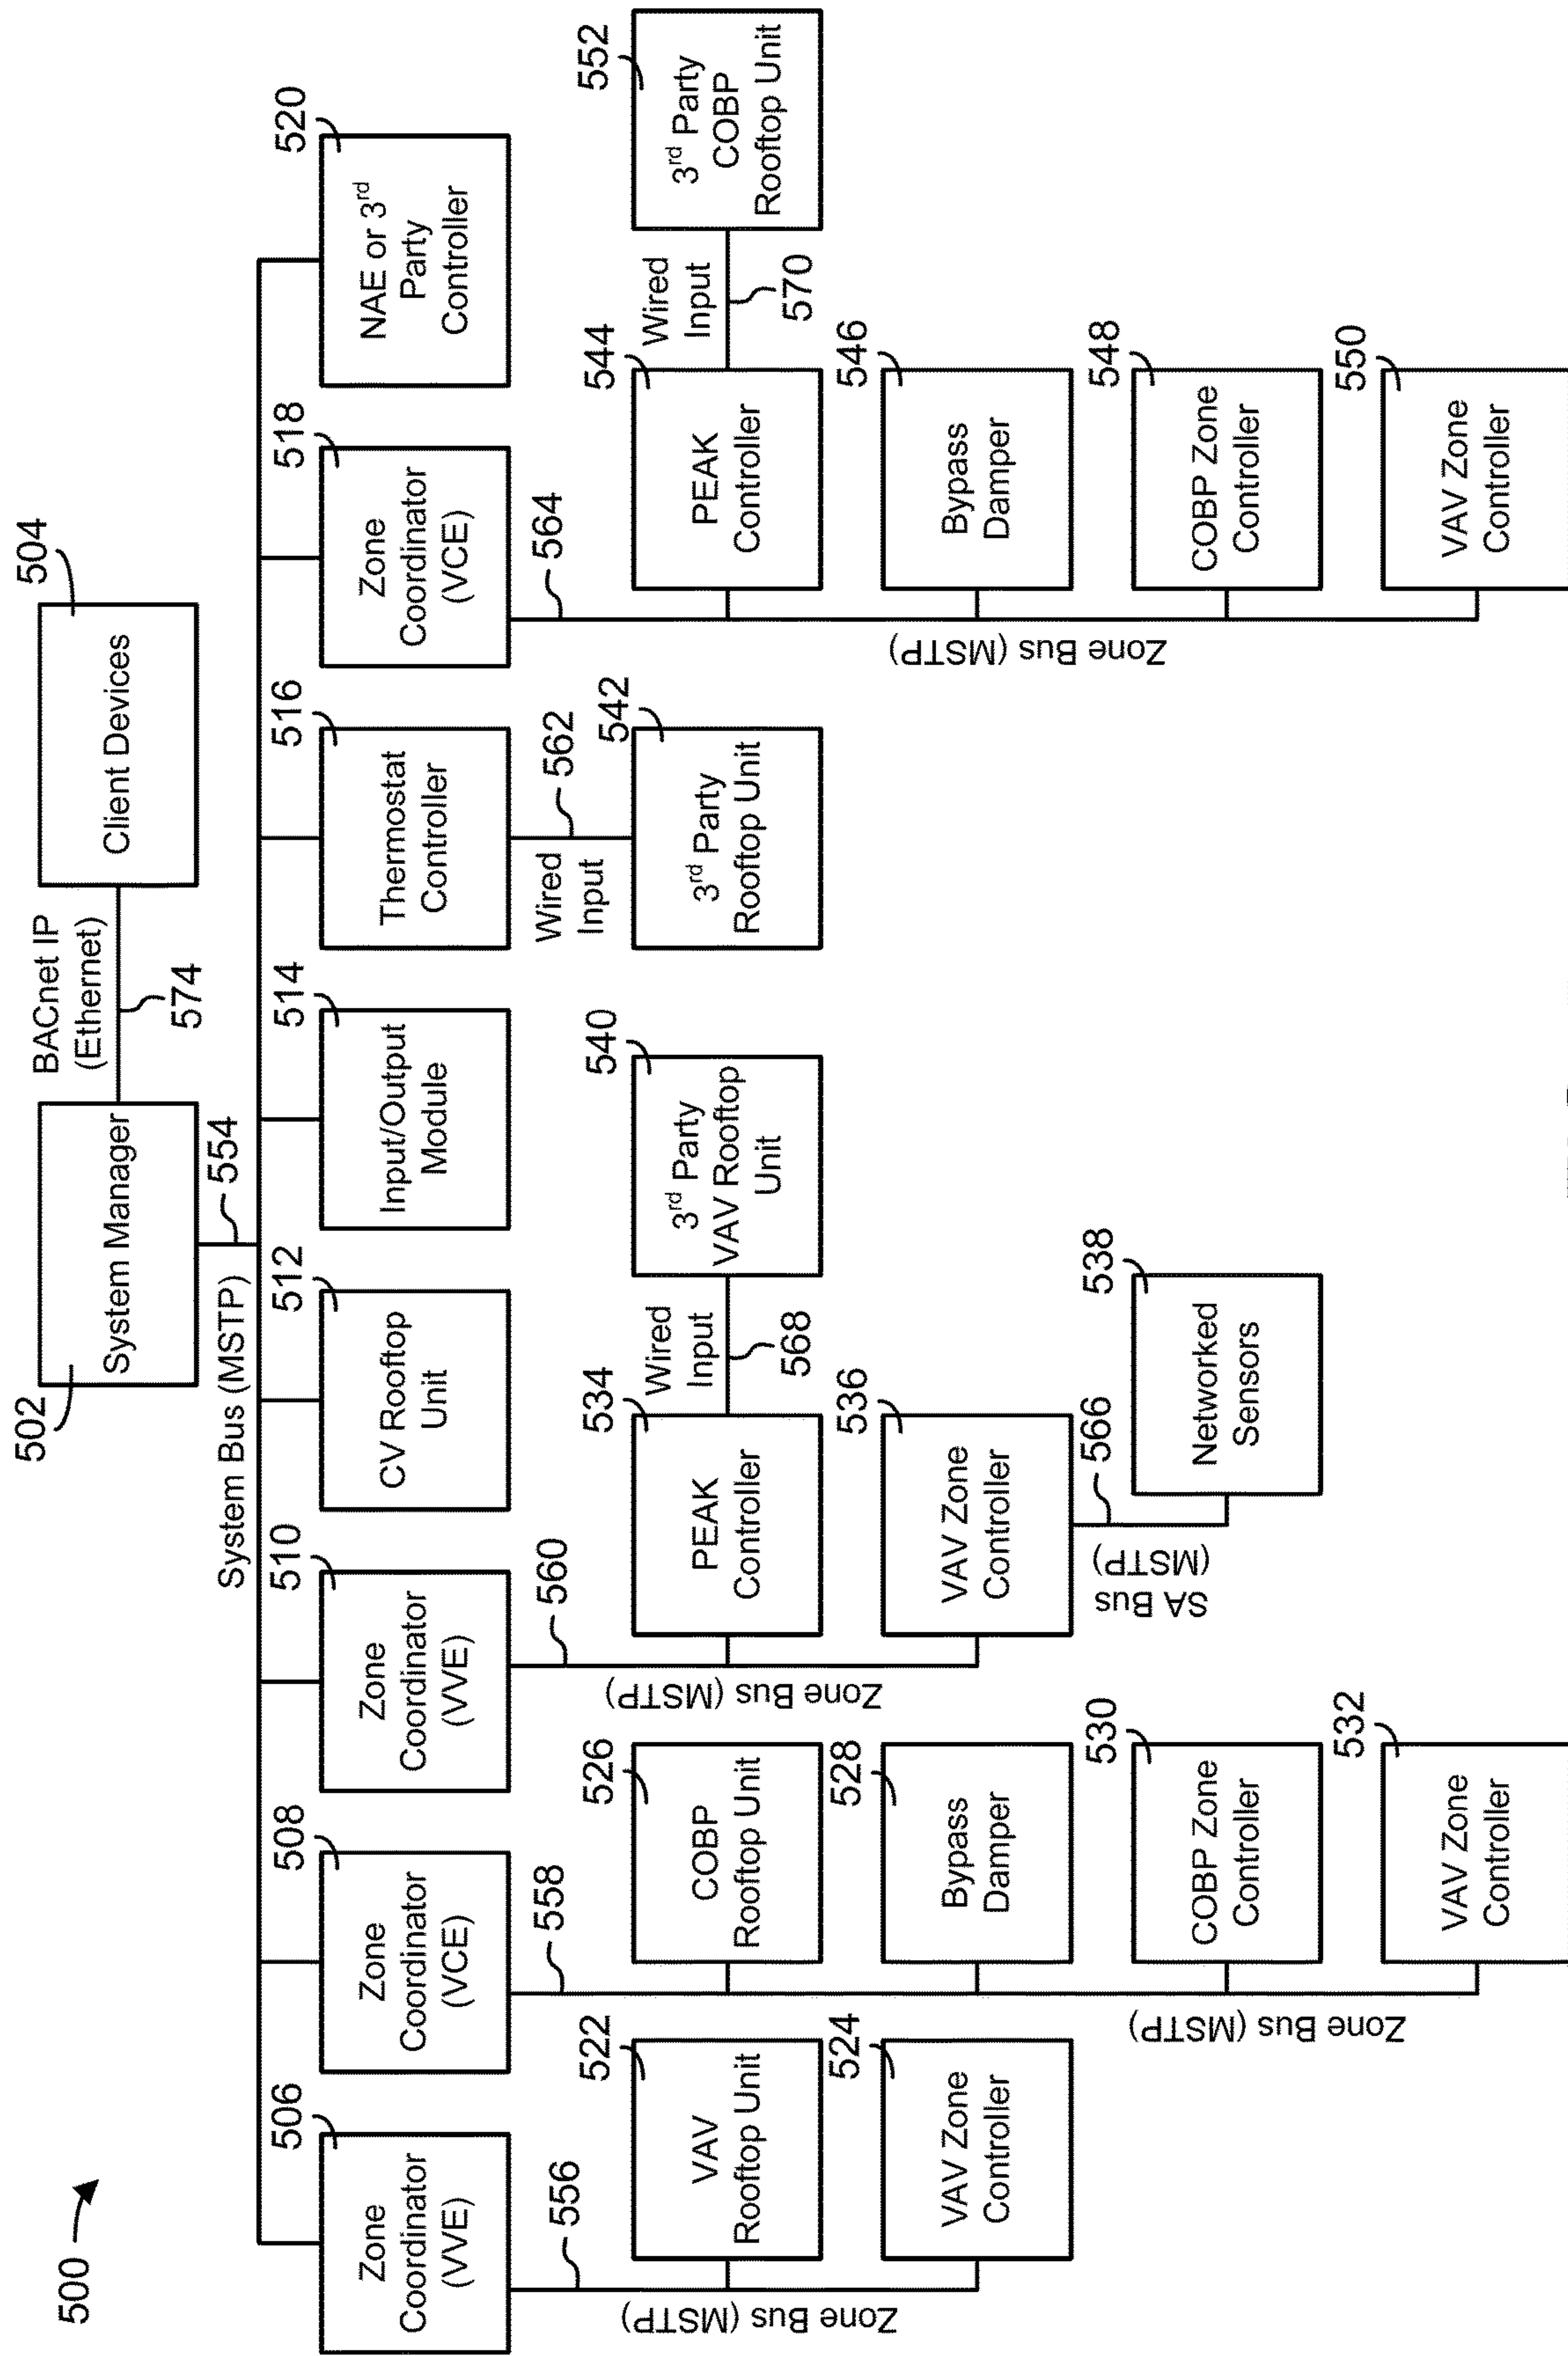 500
502
System Manager
BACnet IP
(Ethernet)
574
504
Client Devices
System Bus (MSTP)
554
506
Zone
Coordinator
(VVE)
508
Zone
Coordinator
(VCE)
510
Zone
Coordinator
(VVE)
512
CV Rooftop
Unit
514
Input/Output
Module
516
Thermostat
Controller
518
Zone
Coordinator
(VCE)
520
NAE or 3rd
Party
Controller
556
Zone Bus (MSTP)
522
VAV
Rooftop Unit
524
VAV Zone
Controller
558
Zone Bus (MSTP)
526
COBP
Rooftop Unit
528
Bypass
Damper
530
COBP Zone
Controller
532
VAV Zone
Controller
560
Zone Bus (MSTP)
534
PEAK
Controller
Wired
Input
568
540
3rd Party
VAV Rooftop
Unit
536
VAV Zone
Controller
566
SA Bus
(MSTP)
538
Networked
Sensors
Wired
Input
562
542
3rd Party
Rooftop Unit
564
Zone Bus (MSTP)
544
PEAK
Controller
Wired
Input
570
552
3rd Party
COBP
Rooftop Unit
546
Bypass
Damper
548
COBP Zone
Controller
550
VAV Zone
Controller